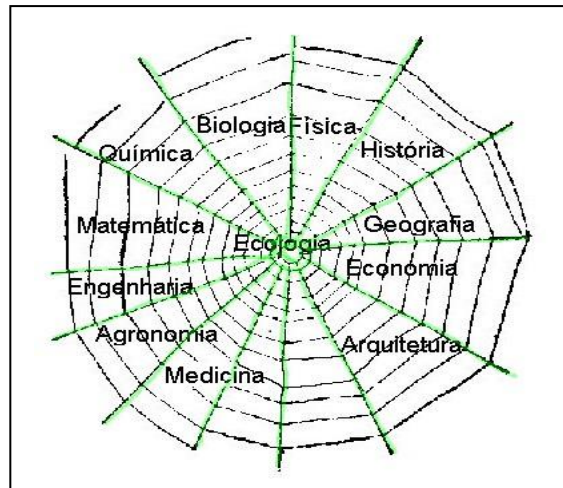 Biologia Física
Química
História
Matemática
Geografia
Ecologia
Economia
Engenharia
Agronomia
Arquitetura
Medicina